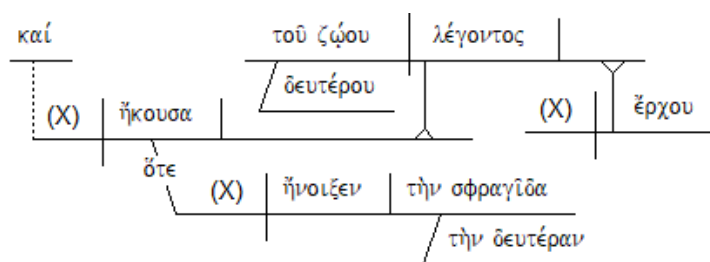 καί τοῦ ζῴου λέγοντος
δευτέρου
(X) ἤκουσα (X) ἔρχου
ὅτε
(X) ἤνοιξεν τὴν σφραγῖδα
τὴν δευτέραν